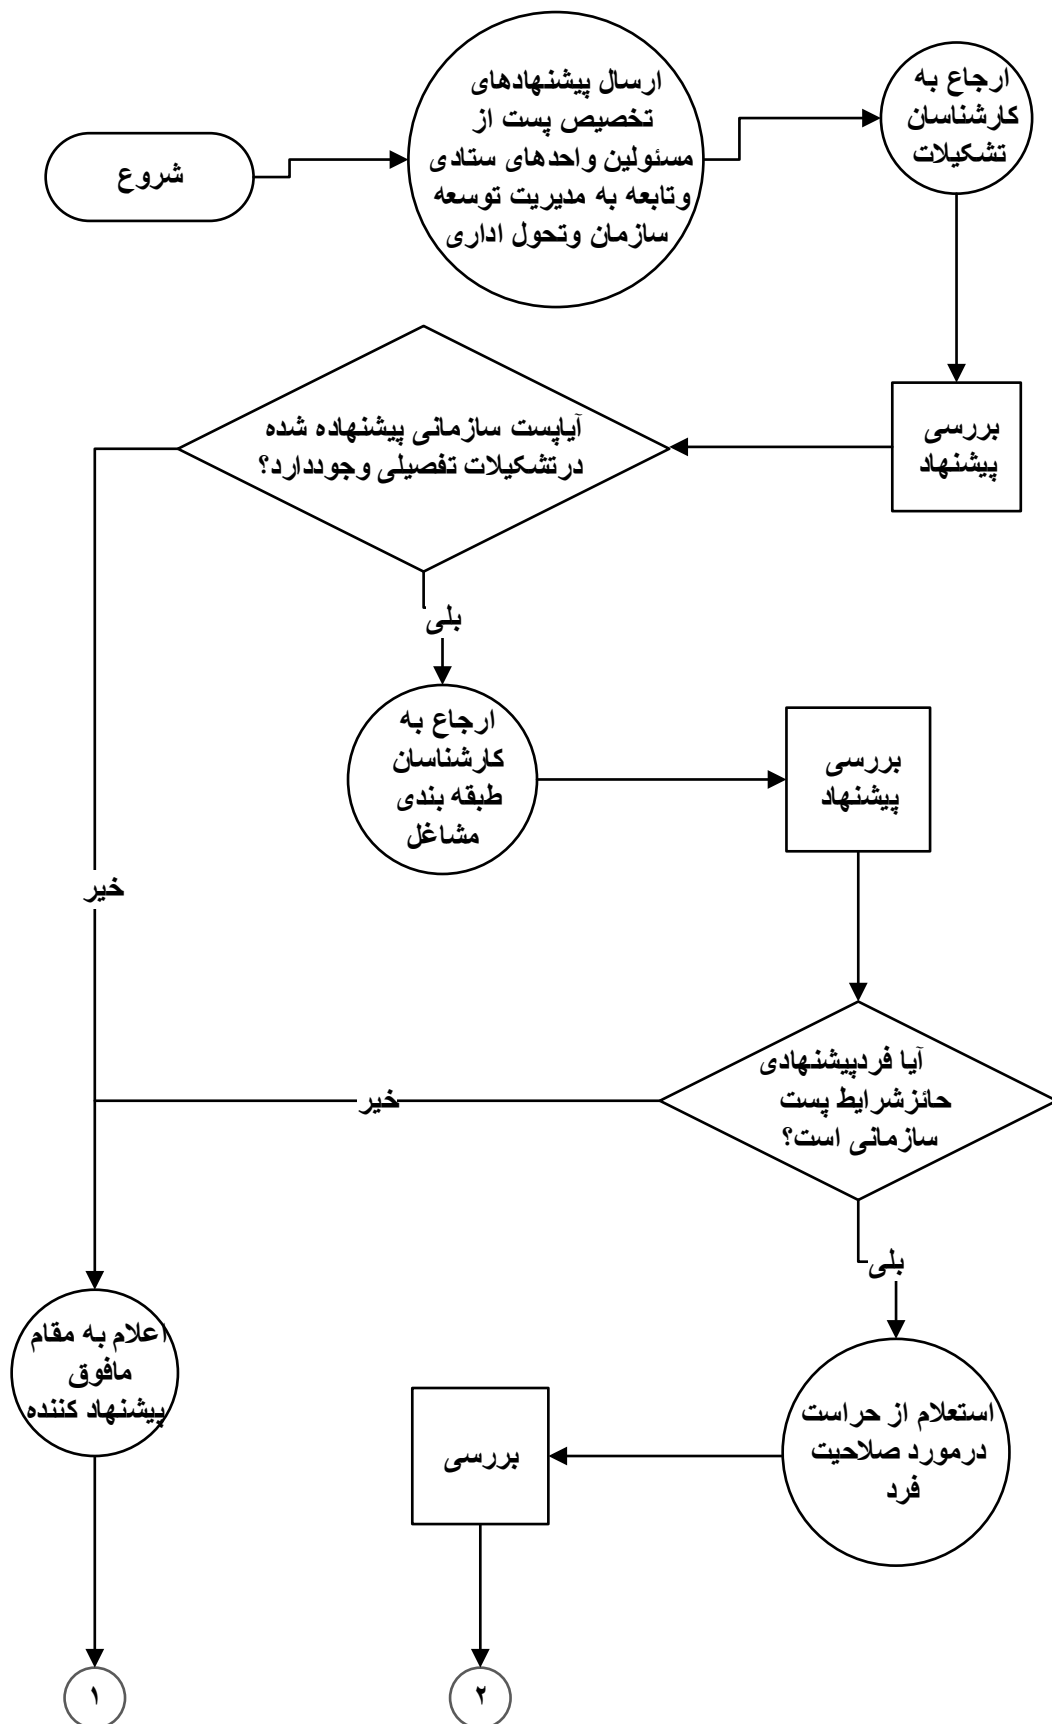 شروع
ارسال پیشنهادهای
تخصیص پست از
مسئولین واحدهای ستادی
وتابعه به مدیریت توسعه
سازمان وتحول اداری
ارجاع به
کارشناسان
تشکیلات
بررسی
پیشنهاد
آیاپست سازمانی پیشنهاده شده
درتشکیلات تفصیلی وجوددارد؟
بلی
ارجاع به
کارشناسان
طبقه بندی
مشاغل
بررسی
پیشنهاد
خیر
آیا فردپیشنهادی
حائزشرایط پست
سازمانی است؟
خیر
بلی
اعلام به مقام
مافوق
پیشنهاد کننده
استعلام از حراست
درمورد صلاحیت
فرد
بررسی
۱
۲